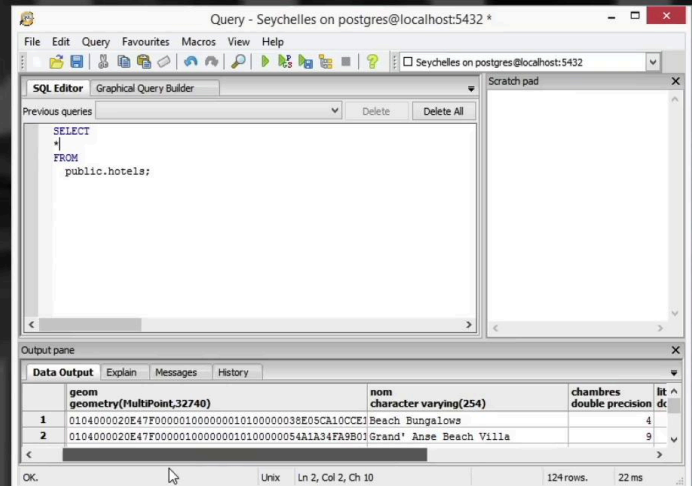 Query - Seychelles on postgres@localhost:5432 *
File Edit Query Favourites Macros View Help
Seychelles on postgres@localhost:5432
SQL Editor Graphical Query Builder
Scratch pad
Previous queries Delete Delete All
SELECT
*
FROM
public.hotels;
Output pane
Data Output Explain Messages History
geom nom chambres lit
geometry(MultiPoint,32740) character varying(254) double precision do
1 Beach Bungalows 4
2 Grand' Anse Beach Villa 9
OK. Unix Ln 2, Col 2, Ch 10 124 rows. 22 ms